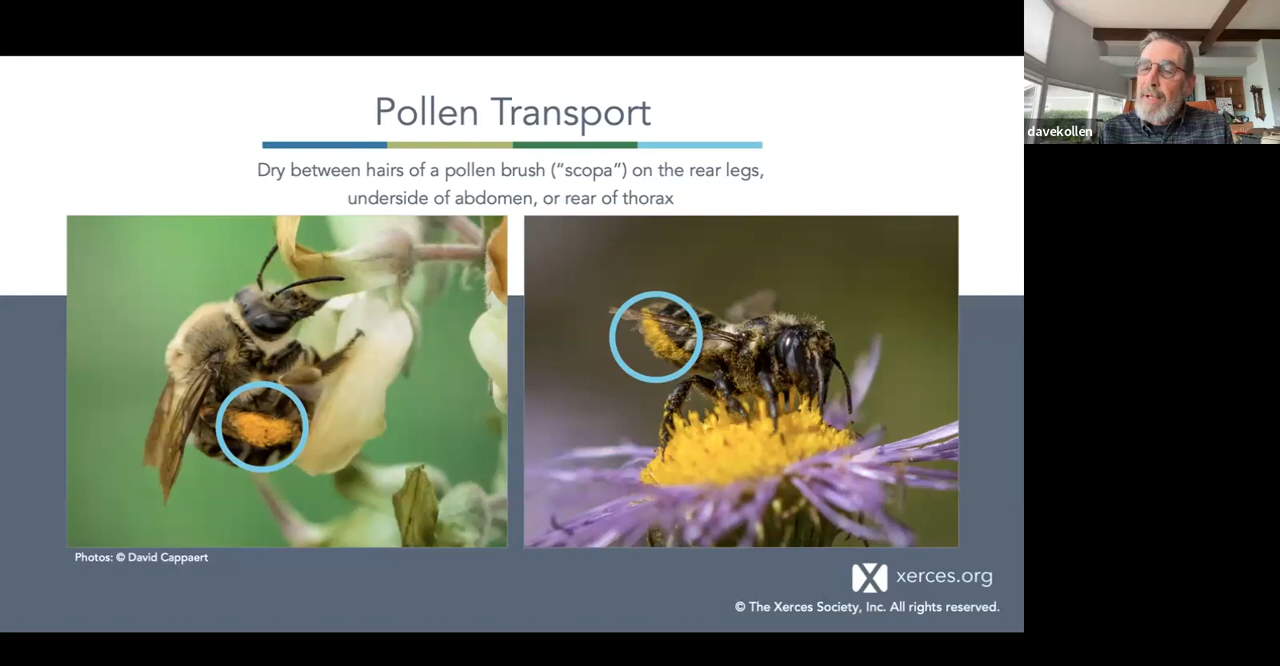 Pollen Transport
Dry between hairs of a pollen brush (“scopa”) on the rear legs,
underside of abdomen, or rear of thorax
Photos: © David Cappaert
xerces.org
© The Xerces Society, Inc. All rights reserved.
davekollen